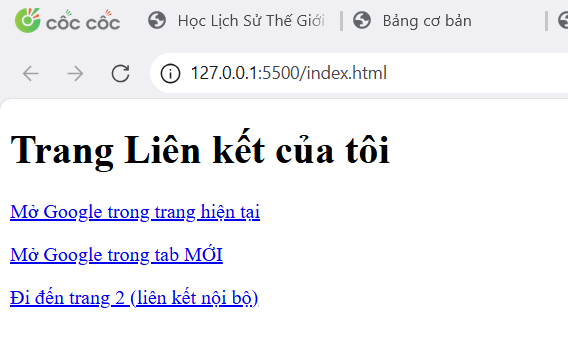 cốc cốc Học Lịch Sử Thế Giới Bảng cơ bản
127.0.0.1:5500/index.html
Trang Liên kết của tôi
Mở Google trong trang hiện tại
Mở Google trong tab MỚI
Đi đến trang 2 (liên kết nội bộ)